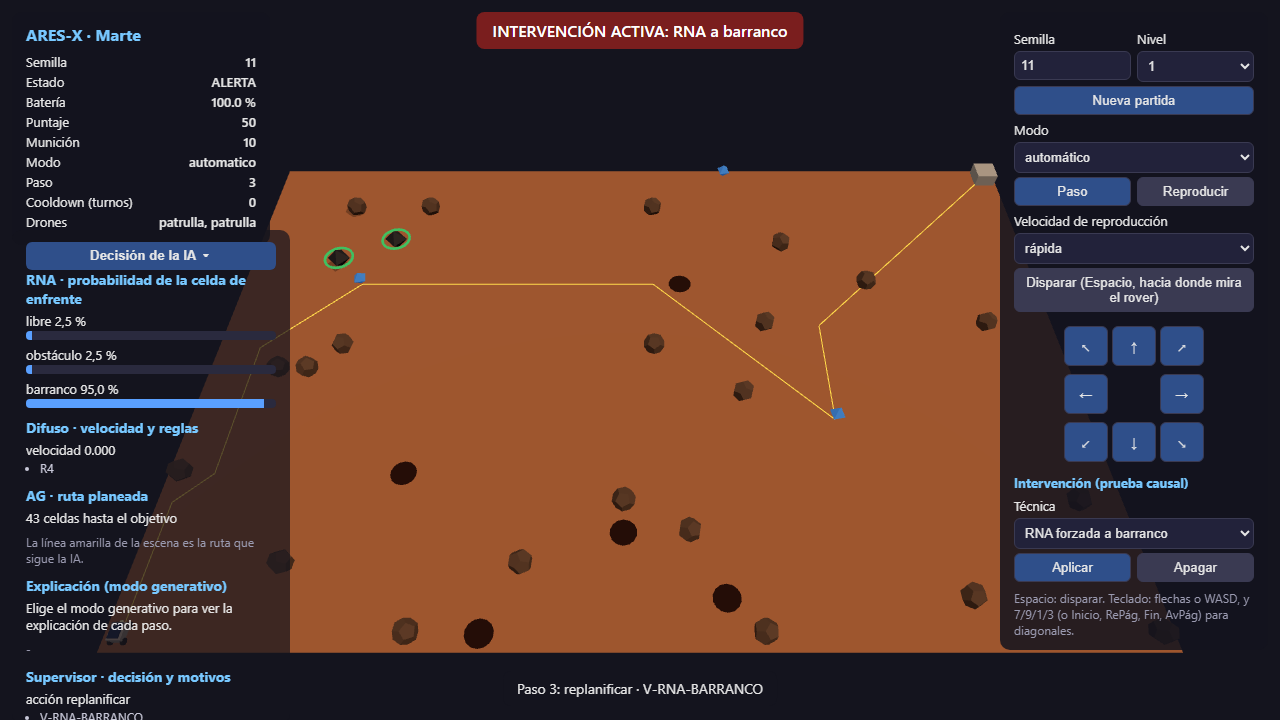 INTERVENCIÓN ACTIVA: RNA a barranco
ARES-X · Marte
Semilla 11
Estado ALERTA
Batería 100.0 %
Puntaje 50
Munición 10
Modo automatico
Paso 3
Cooldown (turnos) 0
Drones patrulla, patrulla
Decisión de la IA
RNA · probabilidad de la celda de
enfrente
libre 2,5 %
obstáculo 2,5 %
barranco 95,0 %
Difuso · velocidad y reglas
velocidad 0.000
• R4
AG · ruta planeada
43 celdas hasta el objetivo
La línea amarilla de la escena es la ruta que
sigue la IA.
Explicación (modo generativo)
Elige el modo generativo para ver la
explicación de cada paso.
-
Supervisor · decisión y motivos
acción replanificar
• V-RNA-BARRANCO
Semilla Nivel
11 1
Nueva partida
Modo
automático
Paso Reproducir
Velocidad de reproducción
rápida
Disparar (Espacio, hacia donde mira
el rover)
↖ ↑ ↗
← →
↙ ↓ ↘
Intervención (prueba causal)
Técnica
RNA forzada a barranco
Aplicar Apagar
Espacio: disparar. Teclado: flechas o WASD, y
7/9/1/3 (o Inicio, RePág, Fin, AvPág) para
diagonales.
Paso 3: replanificar · V-RNA-BARRANCO